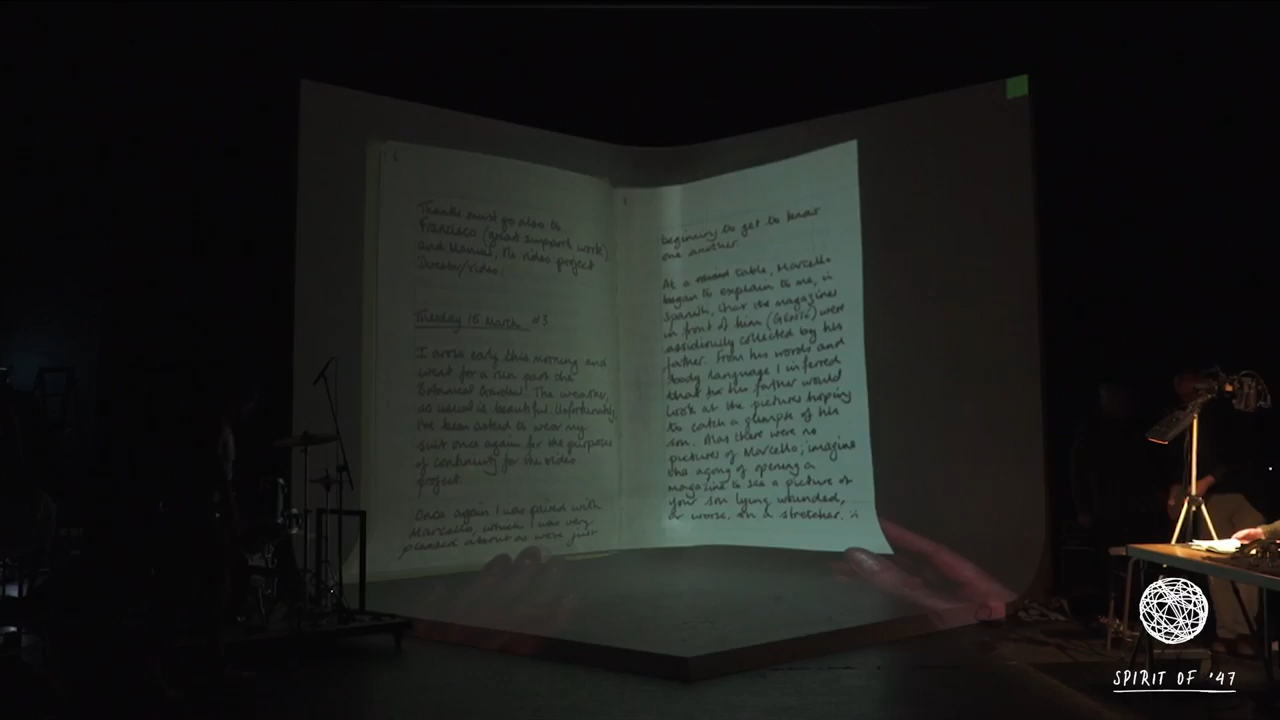 Thanks must go also to
Francisco (great support work)
and Manuel, the video project
Director/video.
Tuesday 15 March #3
I arose early this morning and
went for a run past the
Botanical Garden! The weather,
as usual is beautiful. Unfortunately,
I've been asked to wear my
suit once again for the purposes
of continuity for the video
project.
Once again I was paired with
Marcello, which I was very
pleased about as we're just
beginning to get to know
one another.
At a round table, Marcello
began to explain to me, in
Spanish, that the magazines
in front of him (GENTE) were
assiduously collected by his
father. From his words and
body language I inferred
that the his father would
look at the pictures hoping
to catch a glimpse of his
son. Alas there were no
pictures of Marcello; imagine
the agony of opening a
magazine to see a picture of
your son lying wounded,
or worse, on a stretcher.
SPIRIT OF '47